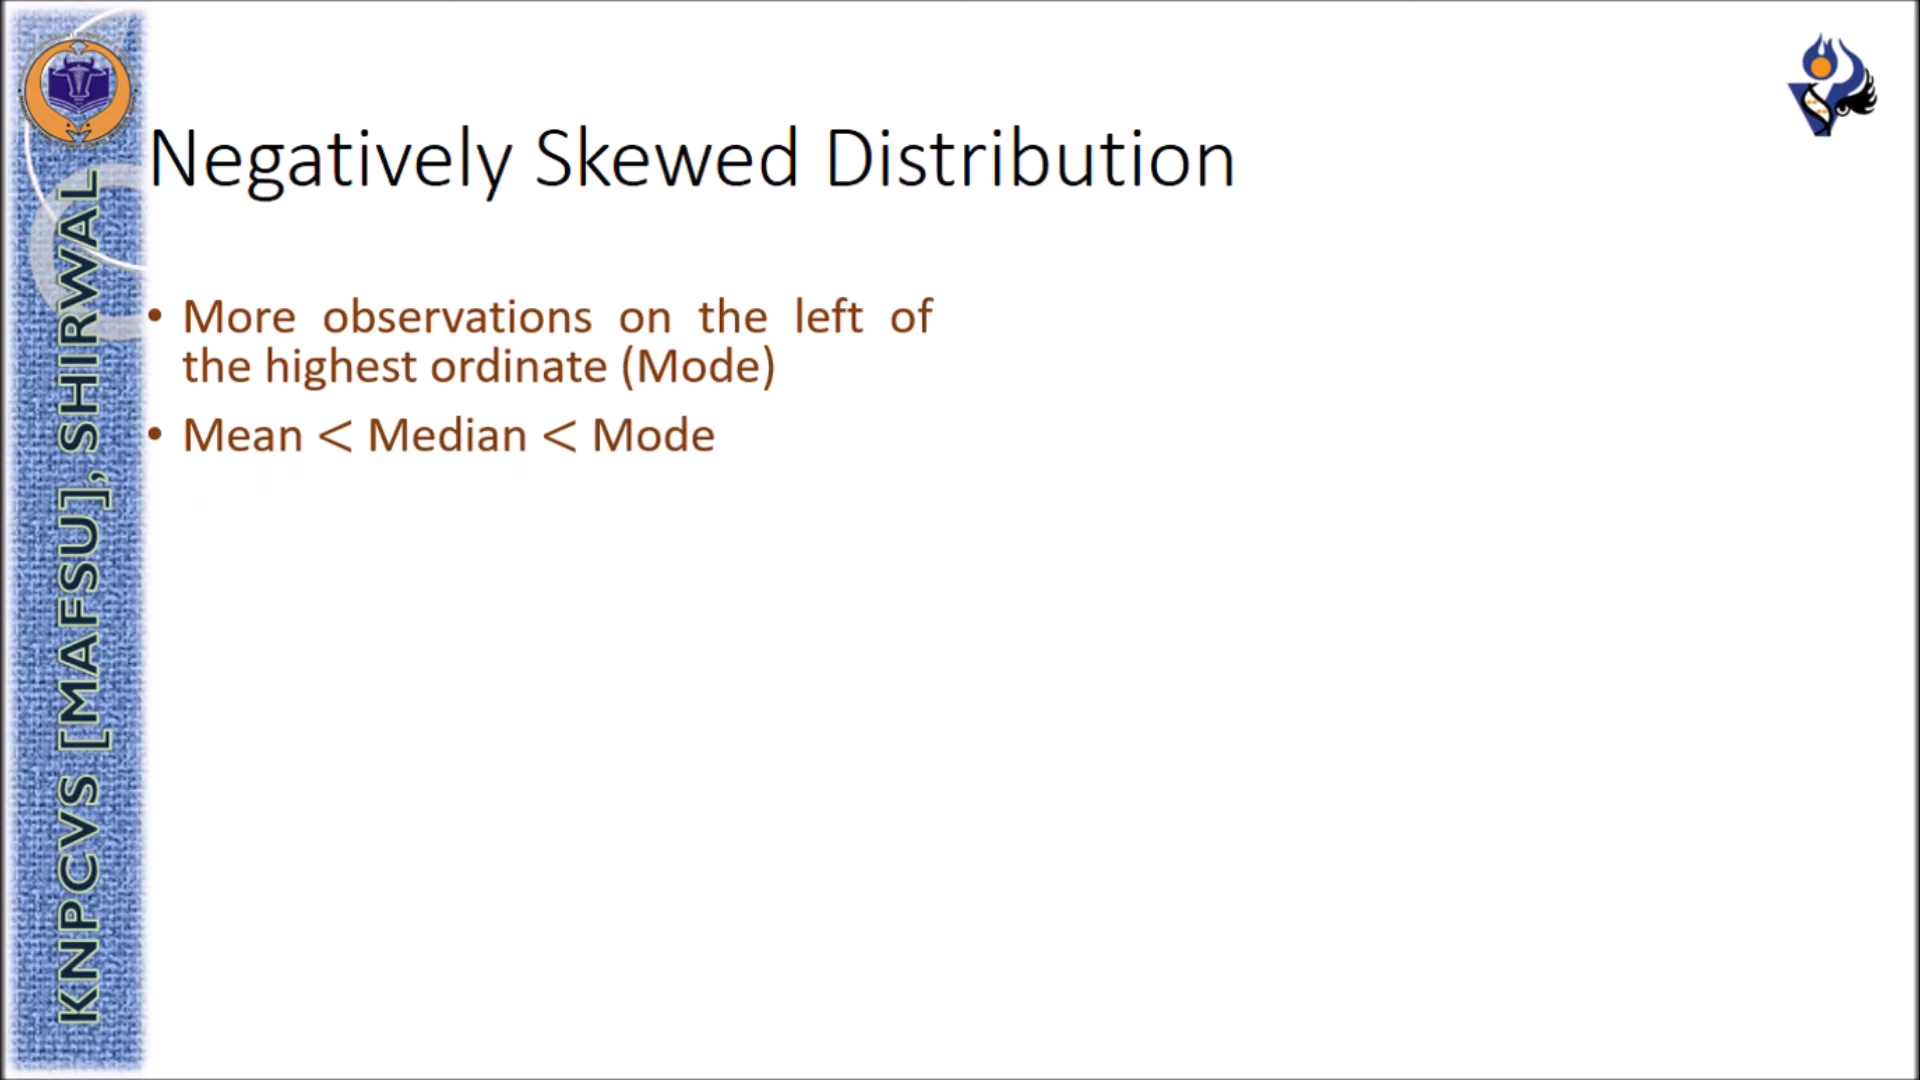 Negatively Skewed Distribution
• More observations on the left of
the highest ordinate (Mode)
• Mean < Median < Mode
KNPCVS [MAFSU], SHIRWAL